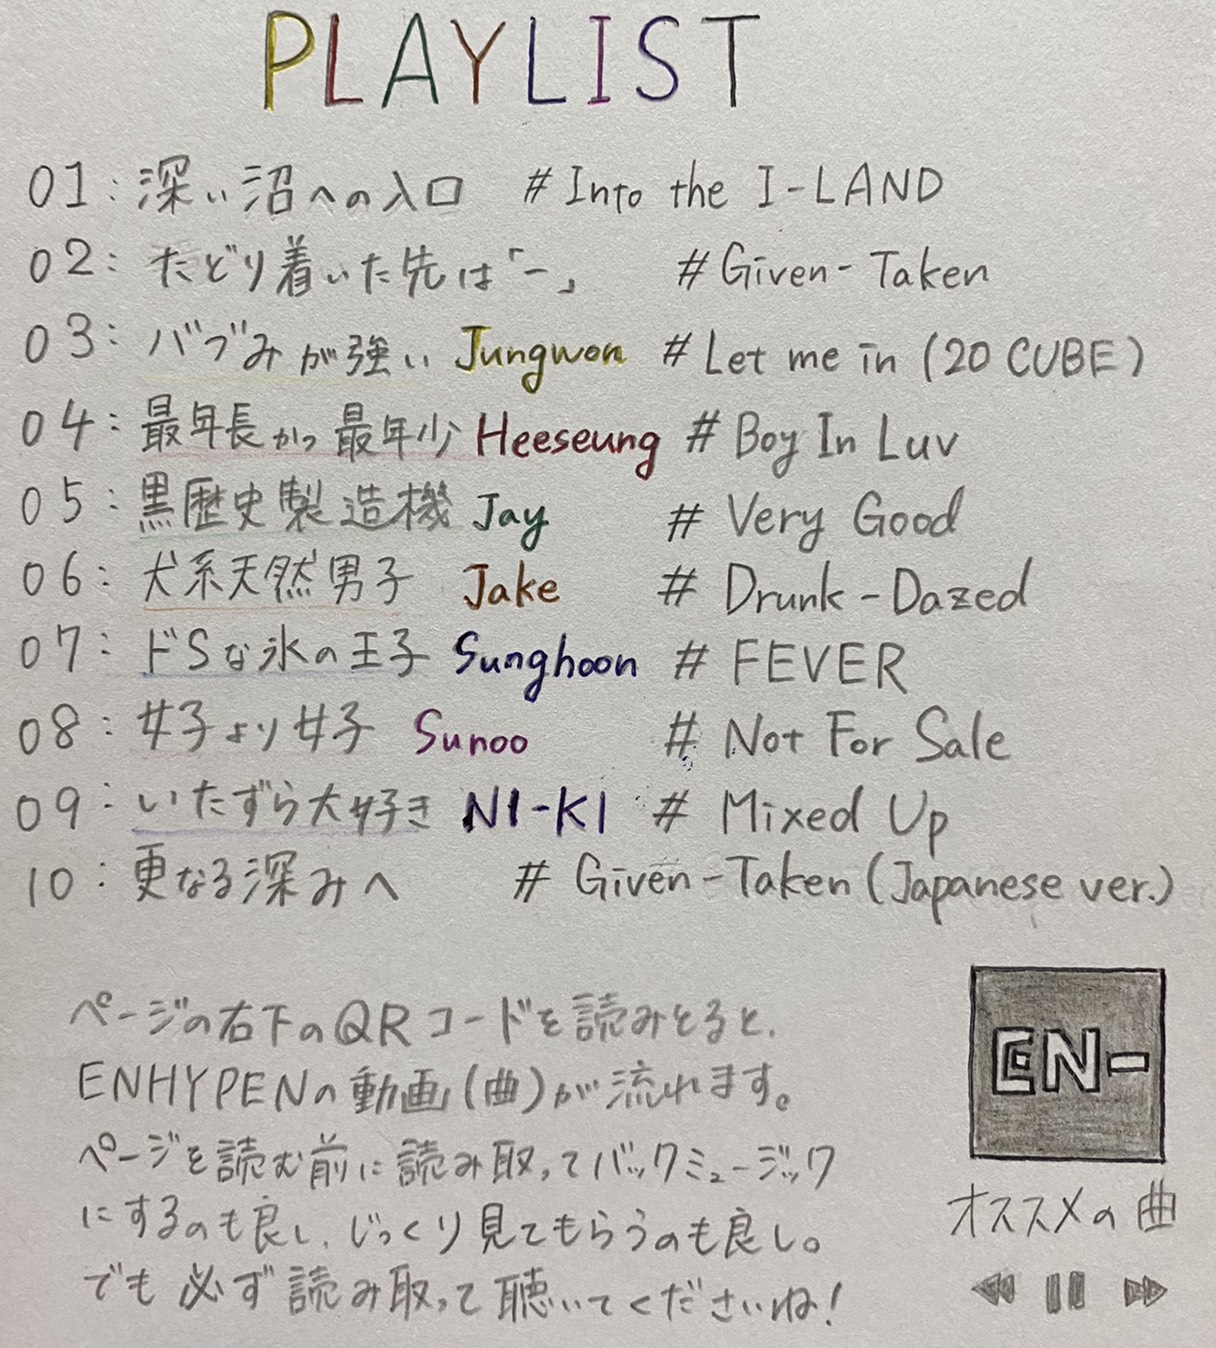 PLAYLIST
01:深い沼への入口 #Into the I-LAND
02:たどり着いた先は「-」 #Given-Taken
03:バブみが強い Jungwon #Let me in (20 CUBE)
04:最年長かつ最年少 Heeseung #Boy In Luv
05:黒歴史製造機 Jay # Very Good
06:犬系天然男子 Jake # Drunk-Dazed
07:ドSな氷の王子 Sunghoon # FEVER
08:女子より女子 Sunoo # Not For Sale
09:いたずら大好き NI-KI # Mixed Up
10:更なる深みへ # Given-Taken (Japanese ver.)
ページの右下のQRコードを読みとると、
ENHYPENの動画(曲)が流れます。
ページを読む前に読み取ってバックミュージック
にするのも良し、じっくり見てもらうのも良し。
でも必ず読み取って聴いてくださいね!
EN-
オススメの曲